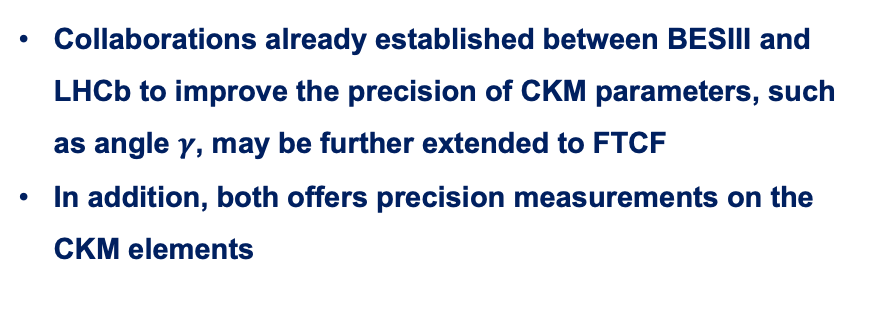 • Collaborations already established between BESIII and
LHCb to improve the precision of CKM parameters, such
as angle γ, may be further extended to FTCF
• In addition, both offers precision measurements on the
CKM elements